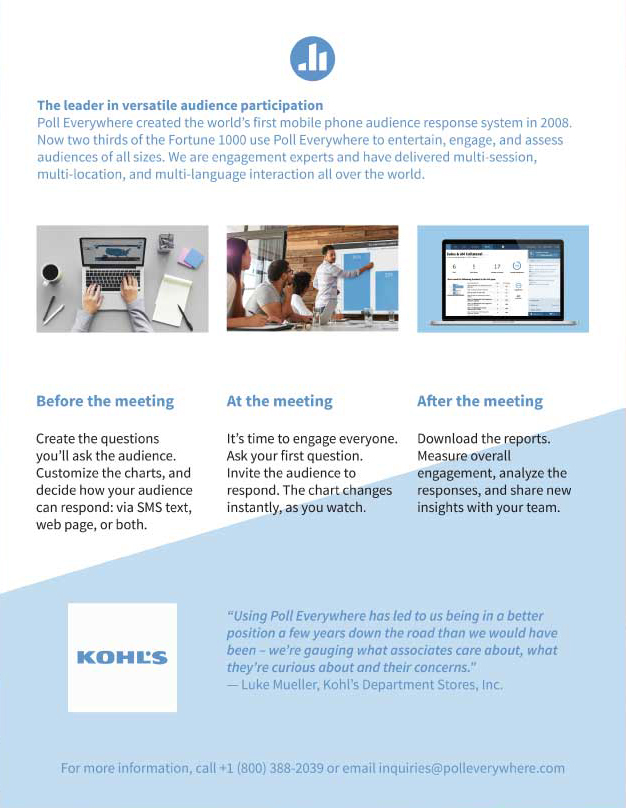 The leader in versatile audience participation
Poll Everywhere created the world's first mobile phone audience response system in 2008.
Now two thirds of the Fortune 1000 use Poll Everywhere to entertain, engage, and assess
audiences of all sizes. We are engagement experts and have delivered multi-session,
multi-location, and multi-language interaction all over the world.
Before the meeting
Create the questions
you'll ask the audience.
Customize the charts, and
decide how your audience
can respond: via SMS text,
web page, or both.
At the meeting
It's time to engage everyone.
Ask your first question.
Invite the audience to
respond. The chart changes
instantly, as you watch.
After the meeting
Download the reports.
Measure overall
engagement, analyze the
responses, and share new
insights with your team.
KOHL'S
“Using Poll Everywhere has led to us being in a better
position a few years down the road than we would have
been – we're gauging what associates care about, what
they're curious about and their concerns.”
— Luke Mueller, Kohl's Department Stores, Inc.
For more information, call +1 (800) 388-2039 or email inquiries@polleverywhere.com